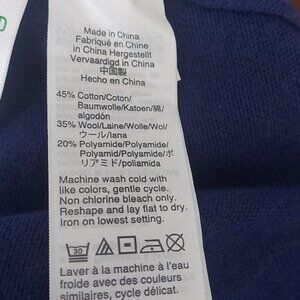 Made in China
Fabriqué en Chine
in China Hergestellt
Vervaardigd in China
中国製
Hecho en China
45% Cotton/Coton/
Baumwolle/Katoen/綿/
algodón
35% Wool/Laine/Wolle/Wol/
ウール/lana
20% Polyamide/Polyamide/
Polyamid/Polyamide/ポ
リアミド/poliamida
Machine wash cold with
like colors, gentle cycle.
Non chlorine bleach only.
Reshape and lay flat to dry.
Iron on lowest setting.
30
Laver à la machine à l'eau
froide avec des couleurs
similaires, cycle délicat.